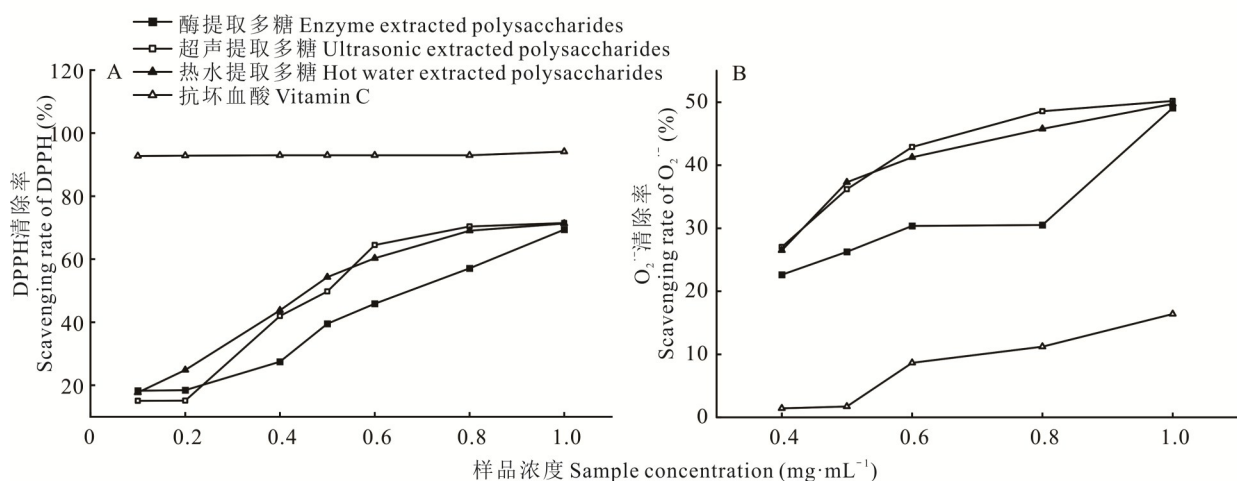 酶提取多糖 Enzyme extracted polysaccharides
超声提取多糖 Ultrasonic extracted polysaccharides
热水提取多糖 Hot water extracted polysaccharides
抗坏血酸 Vitamin C
A
DPPH清除率
Scavenging rate of DPPH (%)
120
100
80
60
40
20
0 0.2 0.4 0.6 0.8 1.0
B
O₂·⁻清除率
Scavenging rate of O₂·⁻ (%)
50
40
30
20
10
0
0.4 0.6 0.8 1.0
样品浓度 Sample concentration (mg·mL⁻¹)